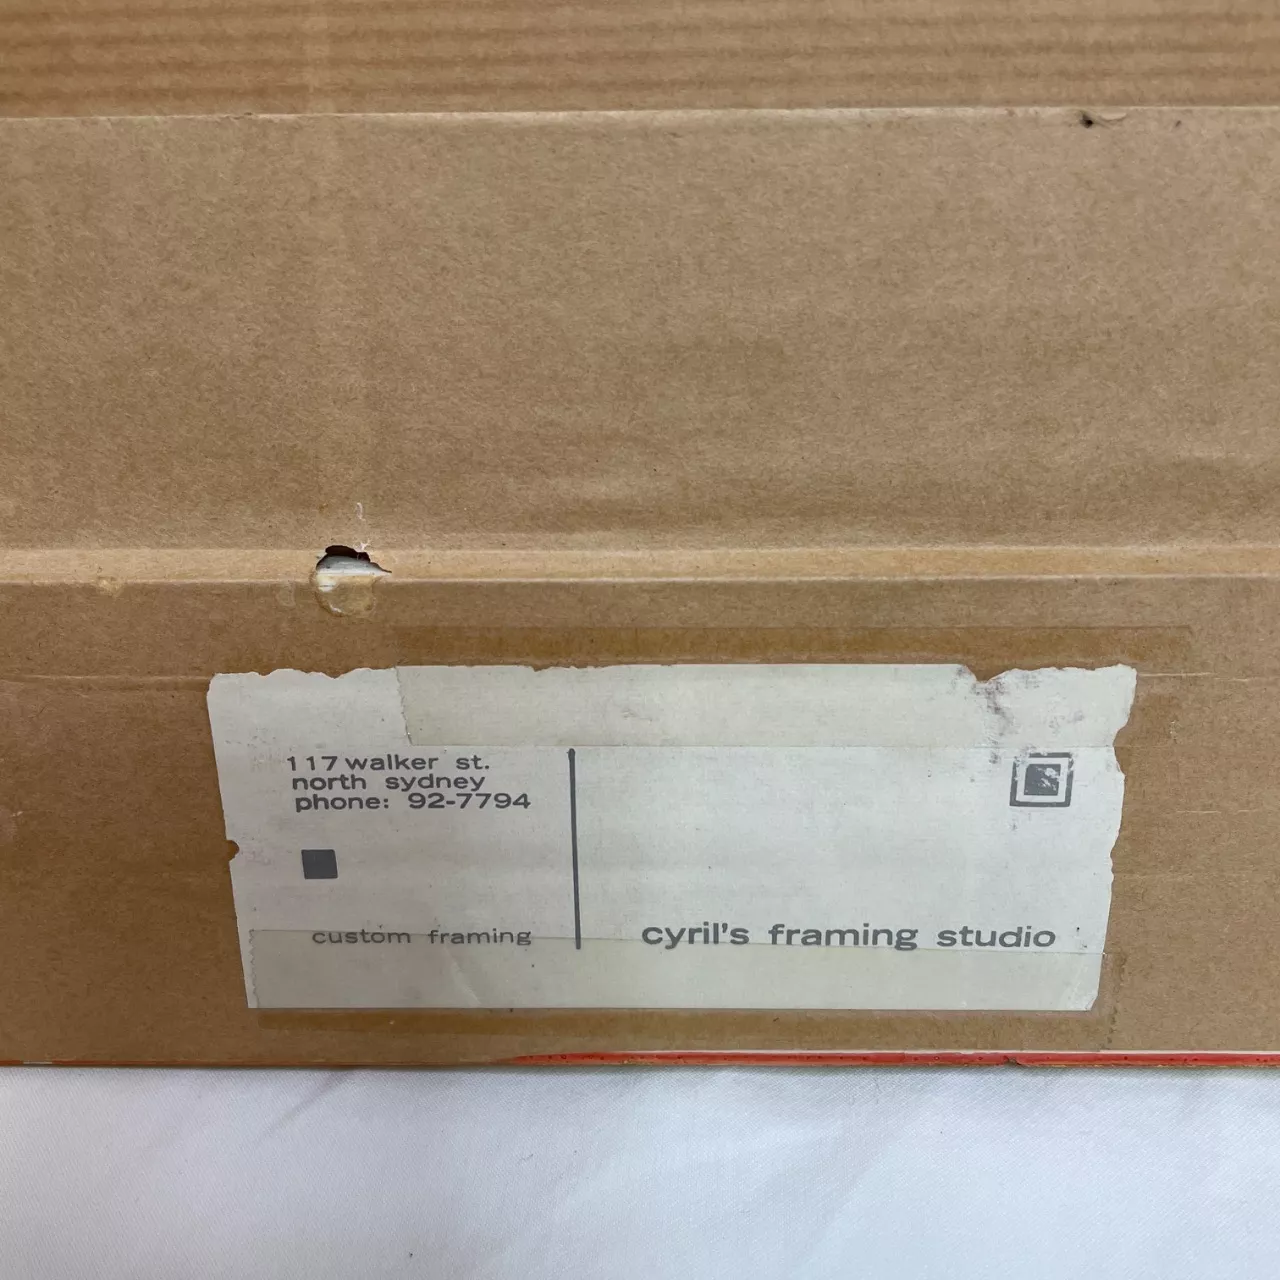 117 walker st.
north sydney
phone: 92-7794
custom framing
cyril's framing studio